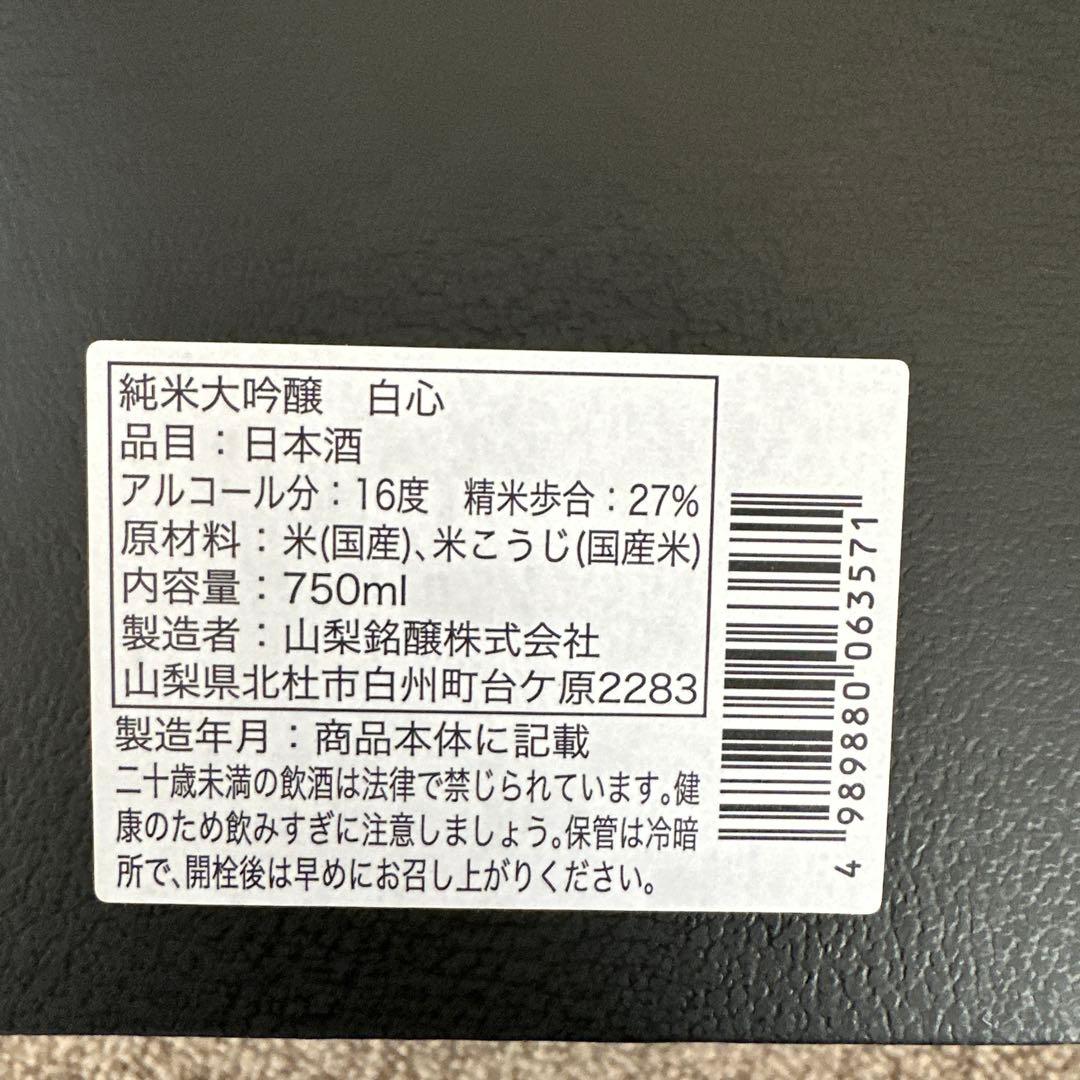 純米大吟醸　白心
品目：日本酒
アルコール分：16度　精米歩合：27%
原材料：米(国産)、米こうじ(国産米)
内容量：750ml
製造者：山梨銘醸株式会社
山梨県北杜市白州町台ケ原2283
製造年月：商品本体に記載
二十歳未満の飲酒は法律で禁じられています。健
康のため飲みすぎに注意しましょう。保管は冷暗
所で、開栓後は早めにお召し上がりください。
4 989880 063571